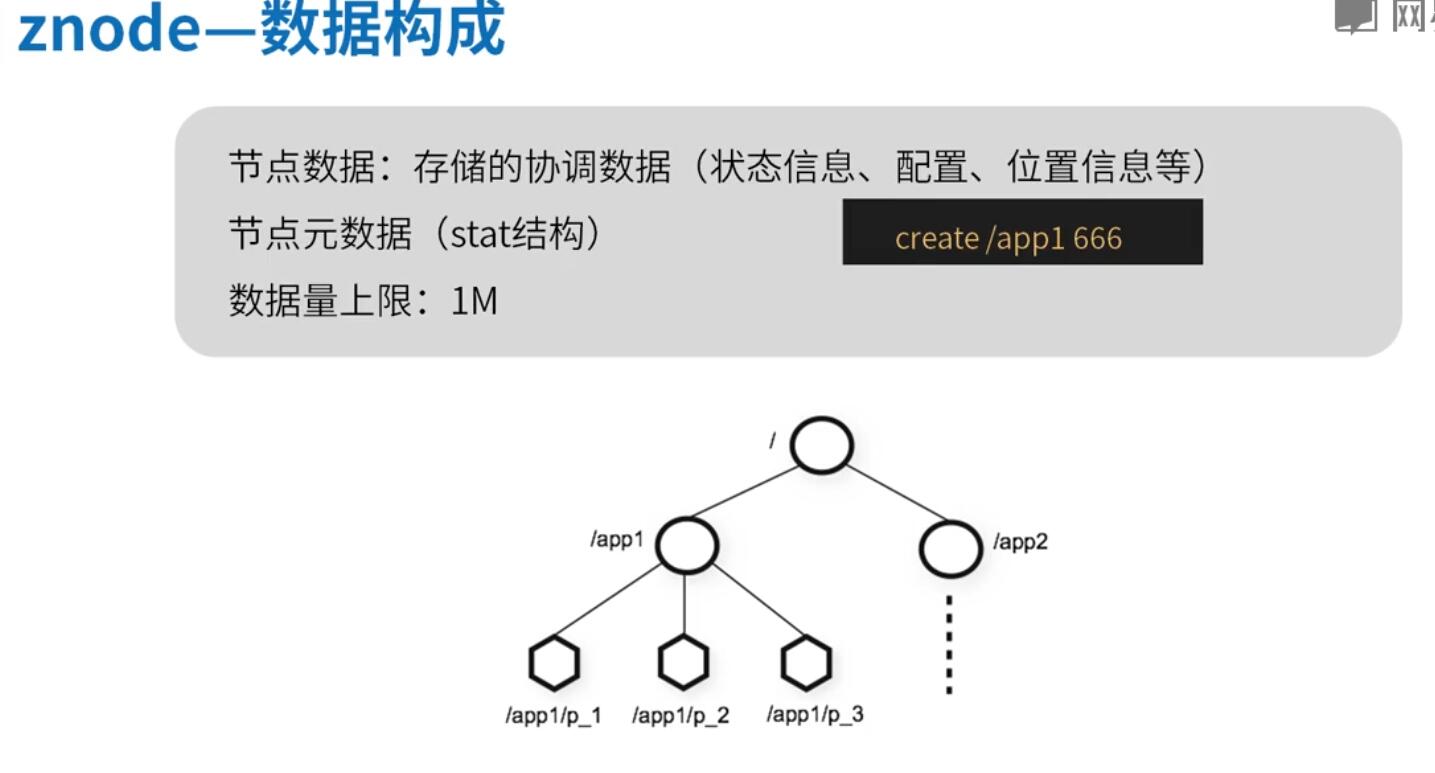 znode—数据构成
网
节点数据：存储的协调数据（状态信息、配置、位置信息等）
节点元数据（stat结构）
create /app1 666
数据量上限：1M
/
/app1
/app2
/app1/p_1
/app1/p_2
/app1/p_3